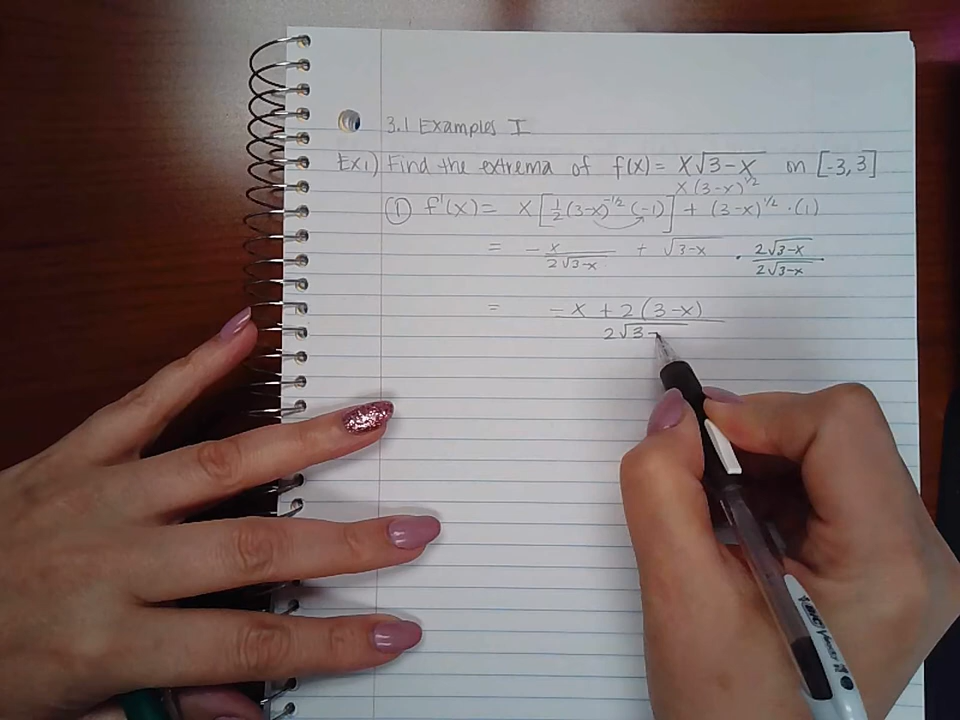 3.1 Examples I
Ex1) Find the extrema of f(x) = x√3-x on [-3,3]
x(3-x)^1/2
① f'(x) = x[1/2(3-x)^-1/2(-1)] + (3-x)^1/2 · (1)
= -x/2√3-x + √3-x · 2√3-x/2√3-x
= -x + 2(3-x)
2√3-
BIC